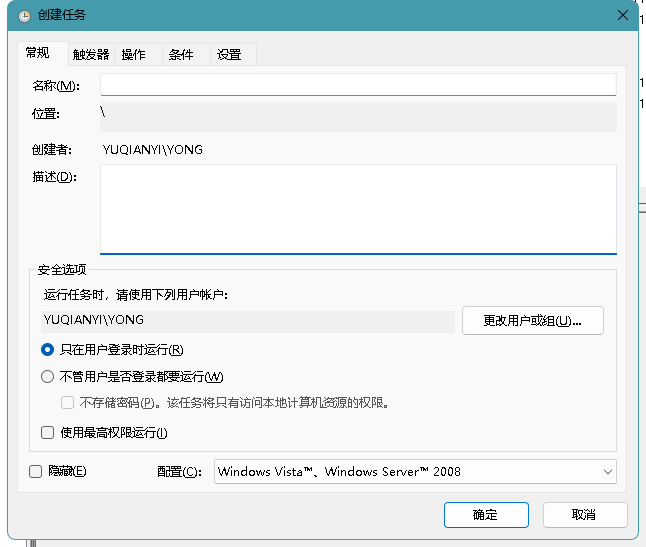 创建任务
常规 触发器 操作 条件 设置
名称(M):
位置: \
创建者: YUQIANYI\YONG
描述(D):
安全选项
运行任务时，请使用下列用户帐户:
YUQIANYI\YONG 更改用户或组(U)...
只在用户登录时运行(R)
不管用户是否登录都要运行(W)
不存储密码(P)。该任务将只有访问本地计算机资源的权限。
使用最高权限运行(I)
隐藏(E) 配置(C): Windows Vista™、Windows Server™ 2008
确定 取消